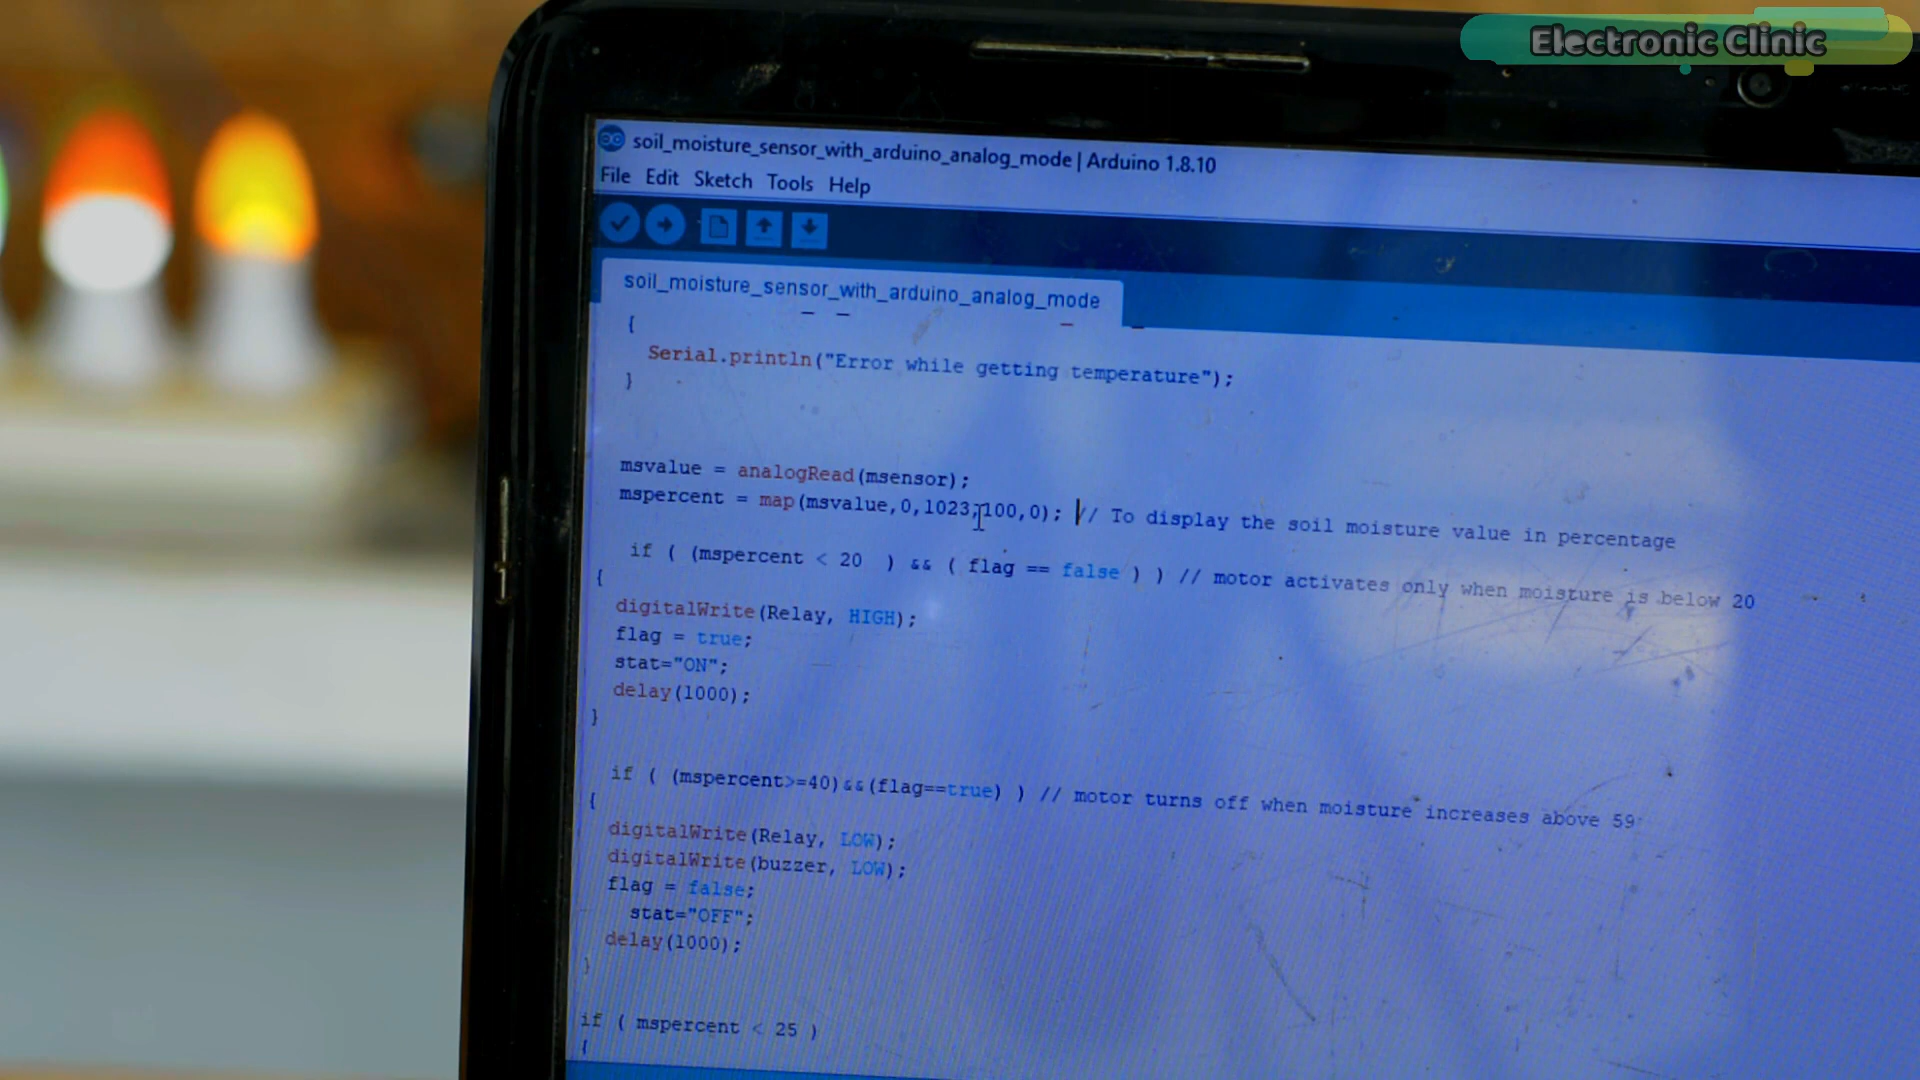 Electronic Clinic
soil_moisture_sensor_with_arduino_analog_mode | Arduino 1.8.10
File Edit Sketch Tools Help
soil_moisture_sensor_with_arduino_analog_mode
{
Serial.println("Error while getting temperature");
}
msvalue = analogRead(msensor);
mspercent = map(msvalue,0,1023,100,0); // To display the soil moisture value in percentage
if ( (mspercent < 20 ) && ( flag == false ) ) // motor activates only when moisture is below 20
{
digitalWrite(Relay, HIGH);
flag = true;
stat="ON";
delay(1000);
}
if ( (mspercent>=40)&&(flag==true) ) // motor turns off when moisture increases above 59
{
digitalWrite(Relay, LOW);
digitalWrite(buzzer, LOW);
flag = false;
stat="OFF";
delay(1000);
}
if ( mspercent < 25 )
{